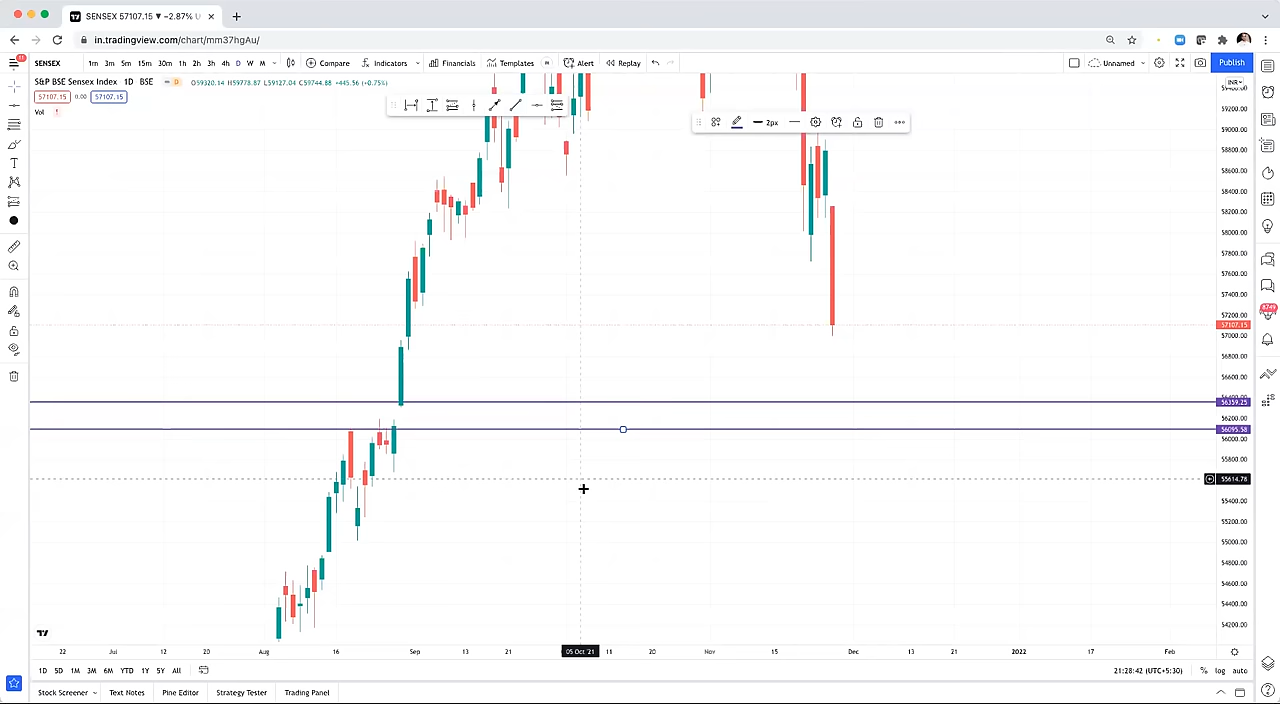 SENSEX 57107.15 ▼ −2.87% U
in.tradingview.com/chart/mm37hgAu/
11 SENSEX 1m 3m 5m 15m 30m 1h 2h 3h 4h D W M Compare Indicators Financials Templates Alert Replay Unnamed Publish
S&P BSE Sensex Index 1D BSE D O59320.14 H59778.87 L59127.04 C59744.88 +445.56 (+0.75%)
INR
57107.15 0.00 57107.15
Vol !
2px
59200.00
59000.00
58800.00
58600.00
58400.00
58200.00
58000.00
57800.00
57600.00
57400.00
57200.00
57107.15
57000.00
56800.00
56600.00
56359.25
56200.00
56095.58
56000.00
55800.00
55614.78
55400.00
55200.00
55000.00
54800.00
54600.00
54400.00
54200.00
8749
22 Jul 12 20 Aug 16 Sep 13 21 05 Oct '21 11 20 Nov 15 Dec 13 21 2022 17 Feb
1D 5D 1M 3M 6M YTD 1Y 5Y All 21:28:42 (UTC+5:30) % log auto
Stock Screener Text Notes Pine Editor Strategy Tester Trading Panel